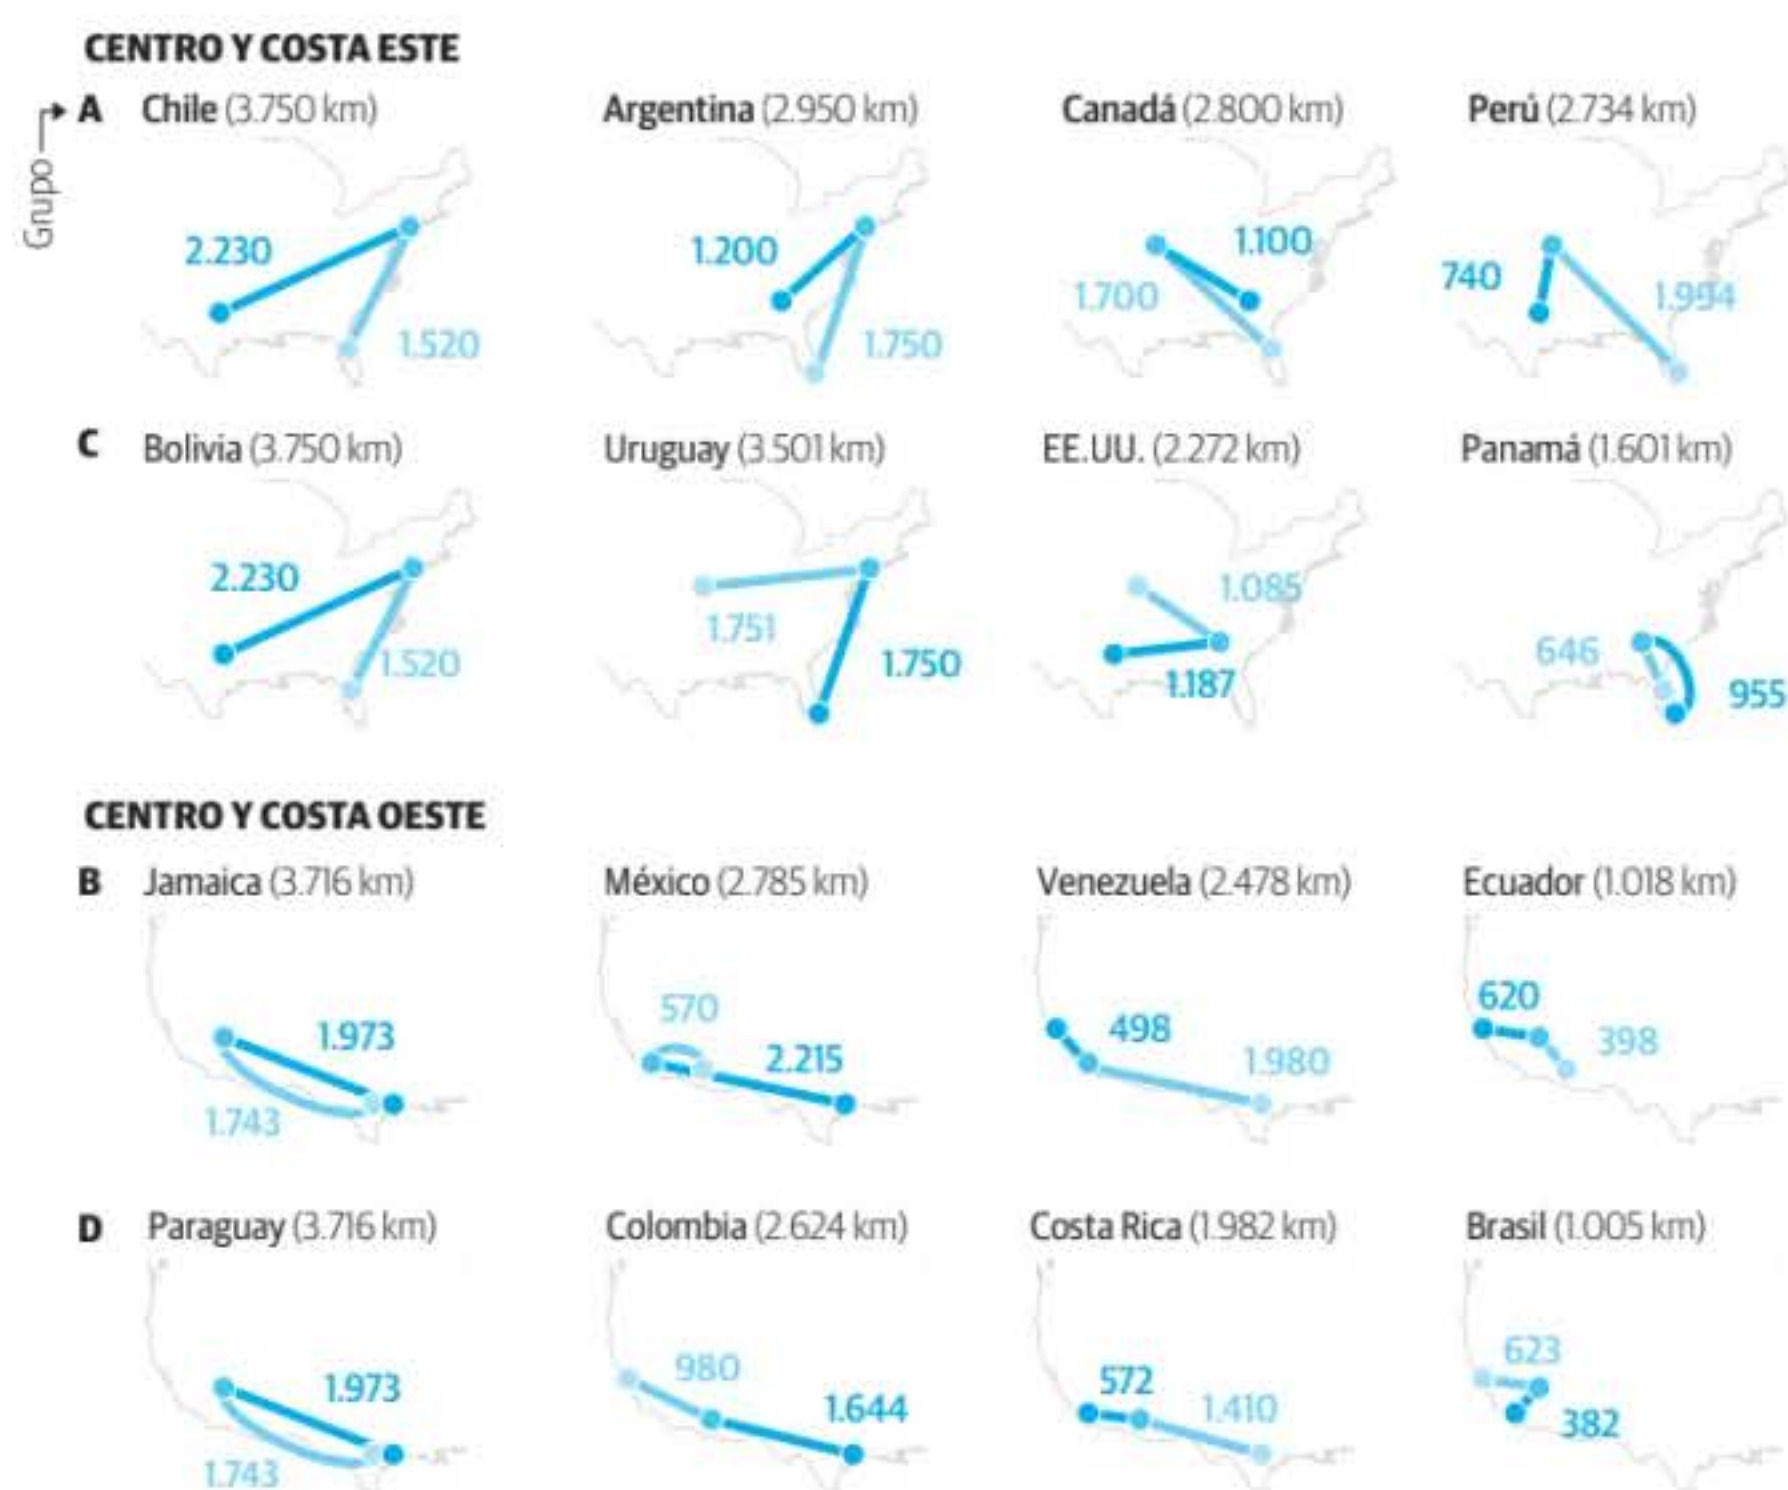 CENTRO Y COSTA ESTE
Grupo
A Chile (3.750 km) Argentina (2.950 km) Canadá (2.800 km) Perú (2.734 km)
2.230 1.520 1.200 1.750 1.700 1.100 740 1.994
C Bolivia (3.750 km) Uruguay (3.501 km) EE.UU. (2.272 km) Panamá (1.601 km)
2.230 1.520 1.751 1.750 1.085 1.187 646 955
CENTRO Y COSTA OESTE
B Jamaica (3.716 km) México (2.785 km) Venezuela (2.478 km) Ecuador (1.018 km)
1.973 1.743 570 2.215 498 1.980 620 398
D Paraguay (3.716 km) Colombia (2.624 km) Costa Rica (1.982 km) Brasil (1.005 km)
1.973 1.743 980 1.644 572 1.410 623 382